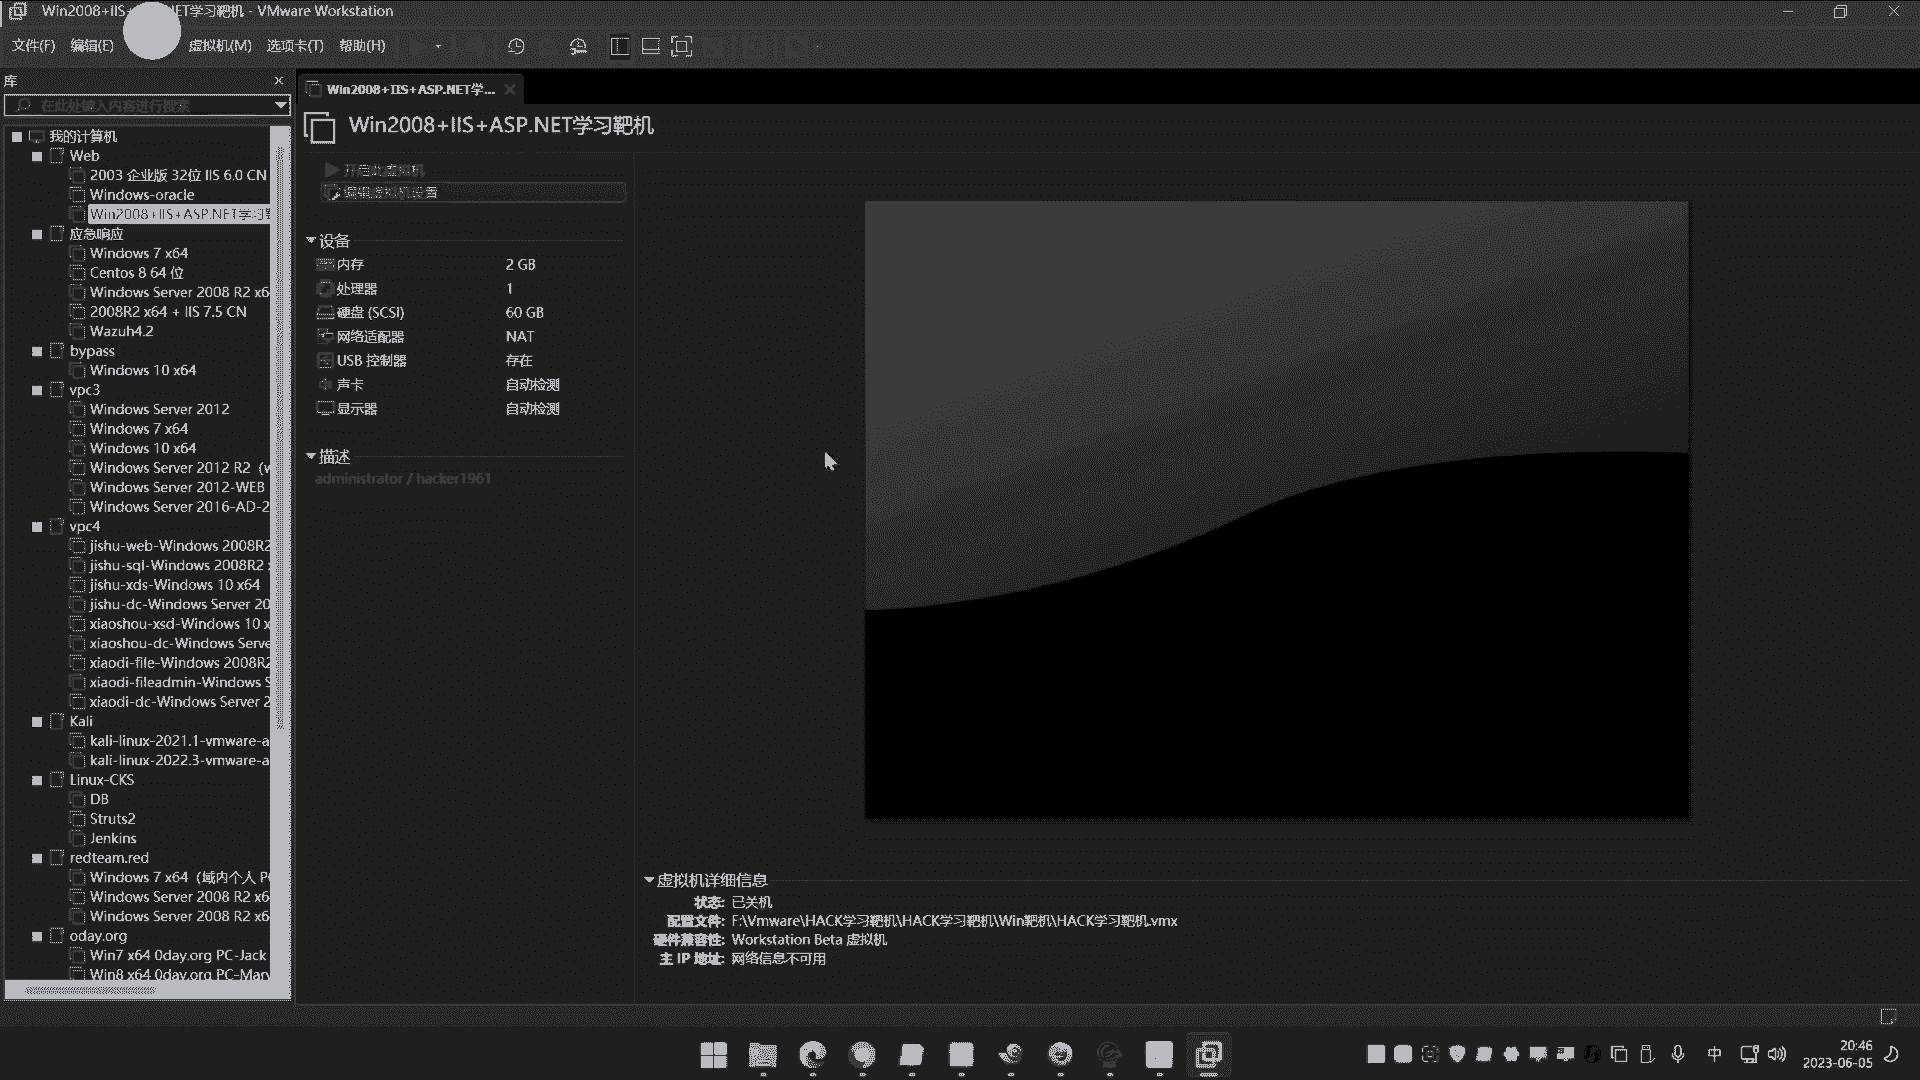 Win2008+IIS+ ET学习靶机 - VMware Workstation
文件(F) 编辑(E) 虚拟机(M) 选项卡(T) 帮助(H)
库
在此处键入内容进行搜索
我的计算机
Web
2003 企业版 32位 IIS 6.0 CN
Windows-oracle
Win2008+IIS+ASP.NET学习
应急响应
Windows 7 x64
Centos 8 64 位
Windows Server 2008 R2 x6
2008R2 x64 + IIS 7.5 CN
Wazuh4.2
bypass
Windows 10 x64
vpc3
Windows Server 2012
Windows 7 x64
Windows 10 x64
Windows Server 2012 R2（w
Windows Server 2012-WEB
Windows Server 2016-AD-2
vpc4
jishu-web-Windows 2008R2
jishu-sql-Windows 2008R2
jishu-xds-Windows 10 x64
jishu-dc-Windows Server 20
xiaoshou-xsd-Windows 10 x
xiaoshou-dc-Windows Serve
xiaodi-file-Windows 2008R2
xiaodi-fileadmin-Windows S
xiaodi-dc-Windows Server 2
Kali
kali-linux-2021.1-vmware-a
kali-linux-2022.3-vmware-a
Linux-CKS
DB
Struts2
Jenkins
redteam.red
Windows 7 x64（域内个人 P
Windows Server 2008 R2 x6
Windows Server 2008 R2 x6
0day.org
Win7 x64 0day.org PC-Jack
Win8 x64 0day.org PC-Mary
Win2008+IIS+ASP.NET学...
Win2008+IIS+ASP.NET学习靶机
开启此虚拟机
编辑虚拟机设置
设备
内存 2 GB
处理器 1
硬盘 (SCSI) 60 GB
网络适配器 NAT
USB 控制器 存在
声卡 自动检测
显示器 自动检测
描述
administrator / hacker1961
虚拟机详细信息
状态: 已关机
配置文件: F:\Vmware\HACK学习靶机\HACK学习靶机\Win靶机\HACK学习靶机.vmx
硬件兼容性: Workstation Beta 虚拟机
主 IP 地址: 网络信息不可用
中
20:46
2023-06-05